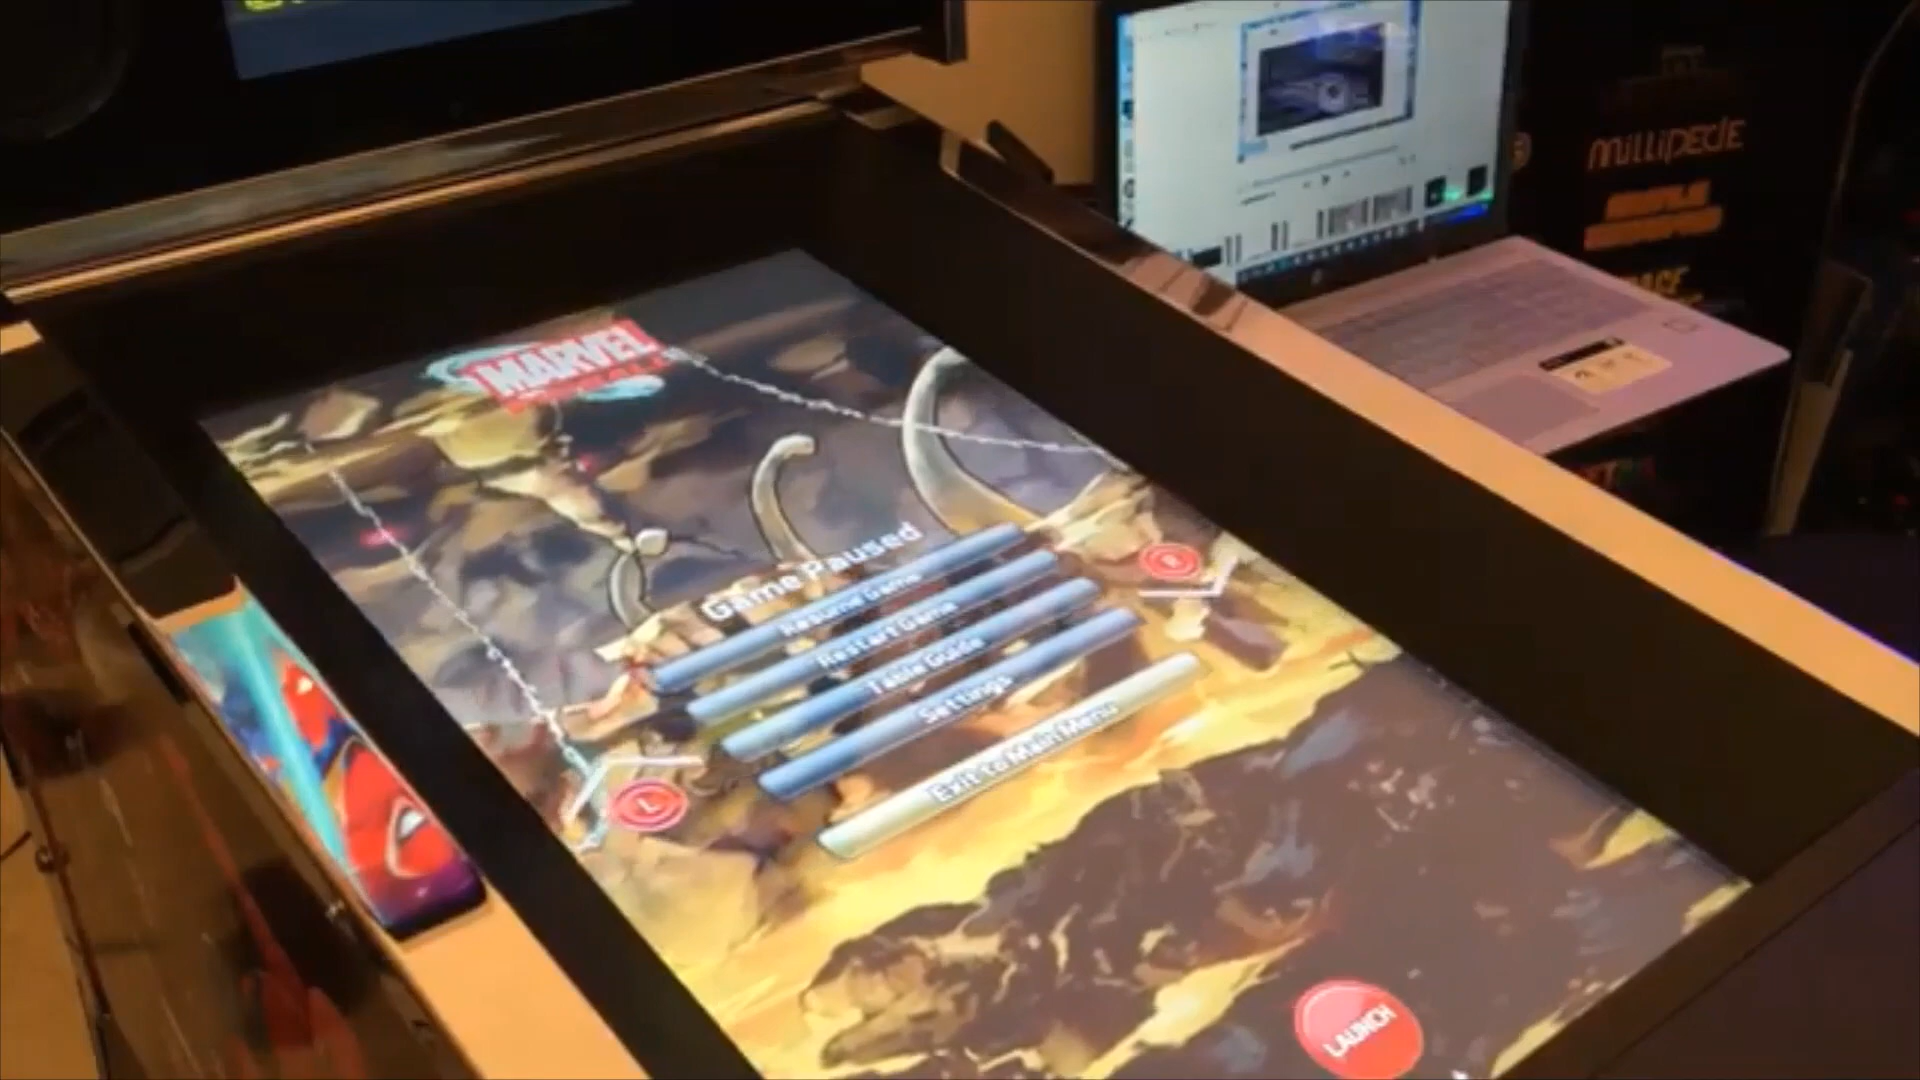 MARVEL
Game Paused
Resume Game
Restart Game
Table Guide
Settings
Exit to Main Menu
R
L
LAUNCH
MILLIPEDE